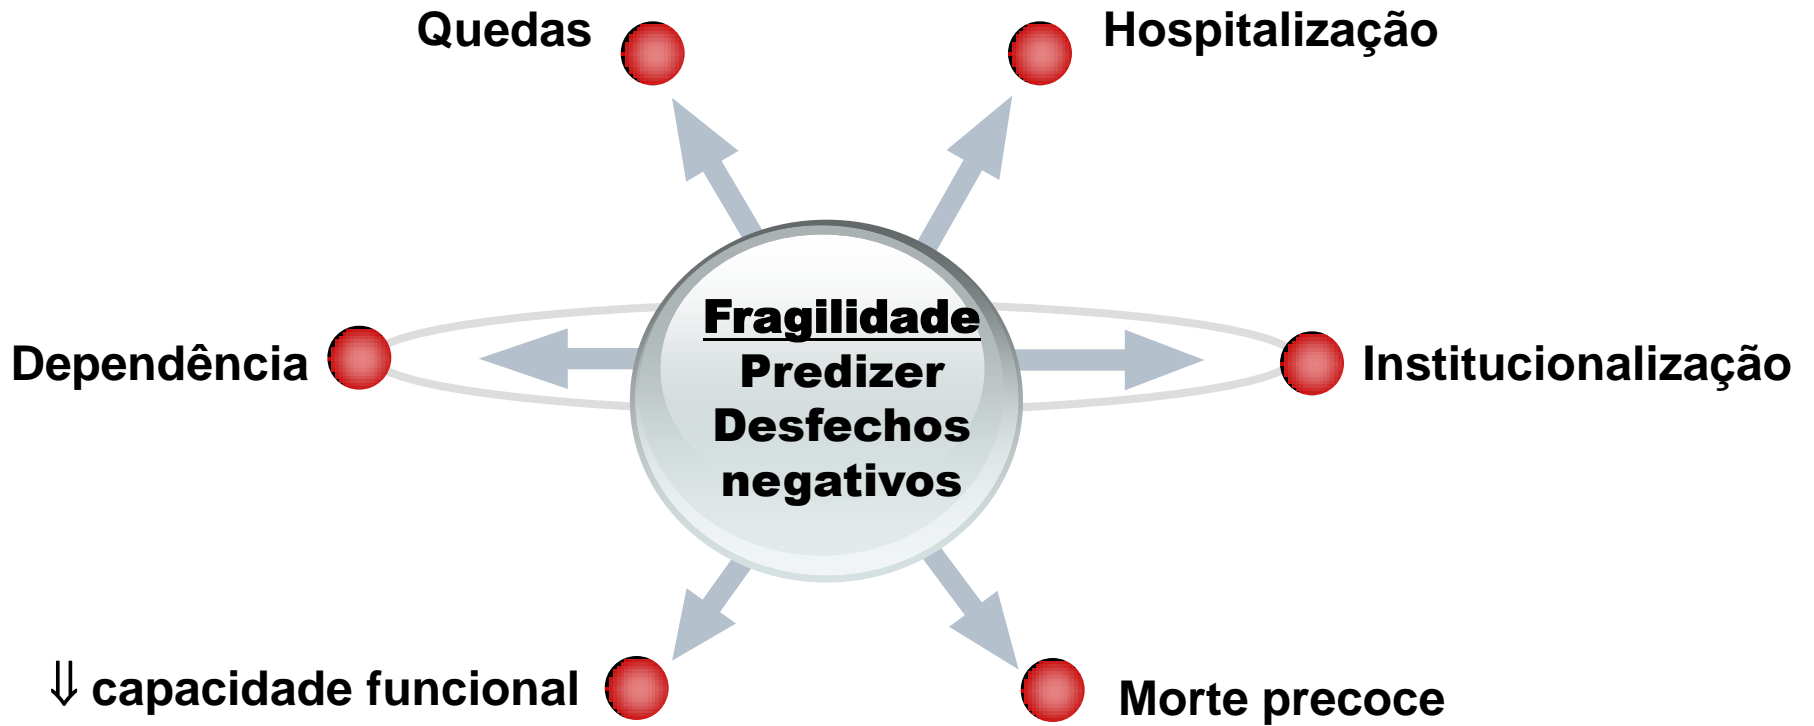 Quedas
Hospitalização
Fragilidade
Predizer
Desfechos
negativos
Dependência
Institucionalização
⇓ capacidade funcional
Morte precoce